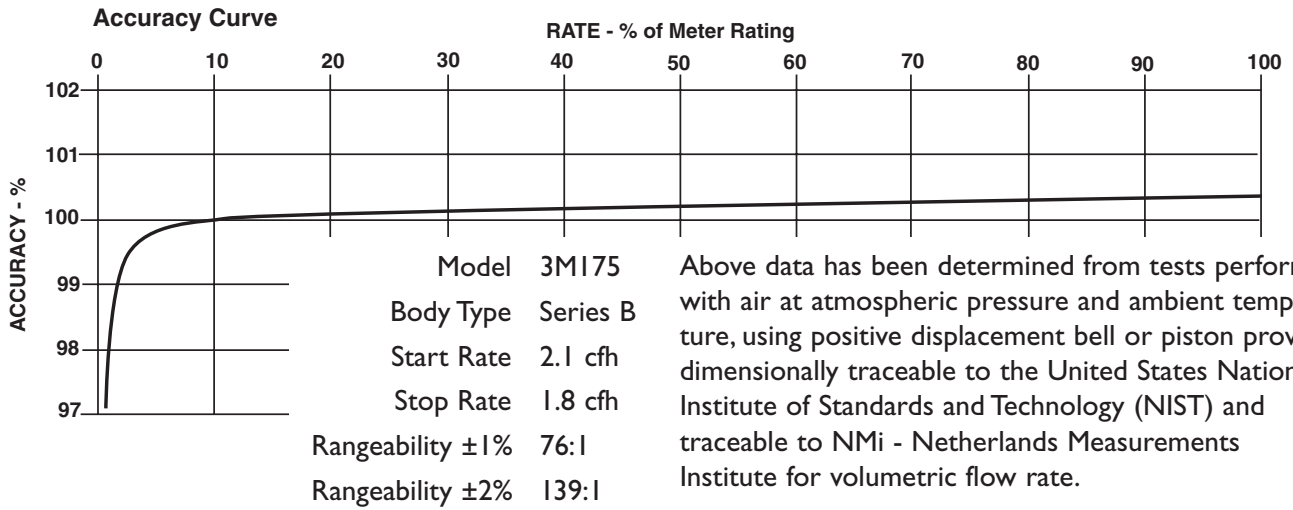 Accuracy Curve
RATE - % of Meter Rating
0 10 20 30 40 50 60 70 80 90 100
102
101
100
99
98
97
ACCURACY - %
Model 3M175
Body Type Series B
Start Rate 2.1 cfh
Stop Rate 1.8 cfh
Rangeability ±1% 76:1
Rangeability ±2% 139:1
Above data has been determined from tests perform
with air at atmospheric pressure and ambient temp
ture, using positive displacement bell or piston prov
dimensionally traceable to the United States Nation
Institute of Standards and Technology (NIST) and
traceable to NMi - Netherlands Measurements
Institute for volumetric flow rate.